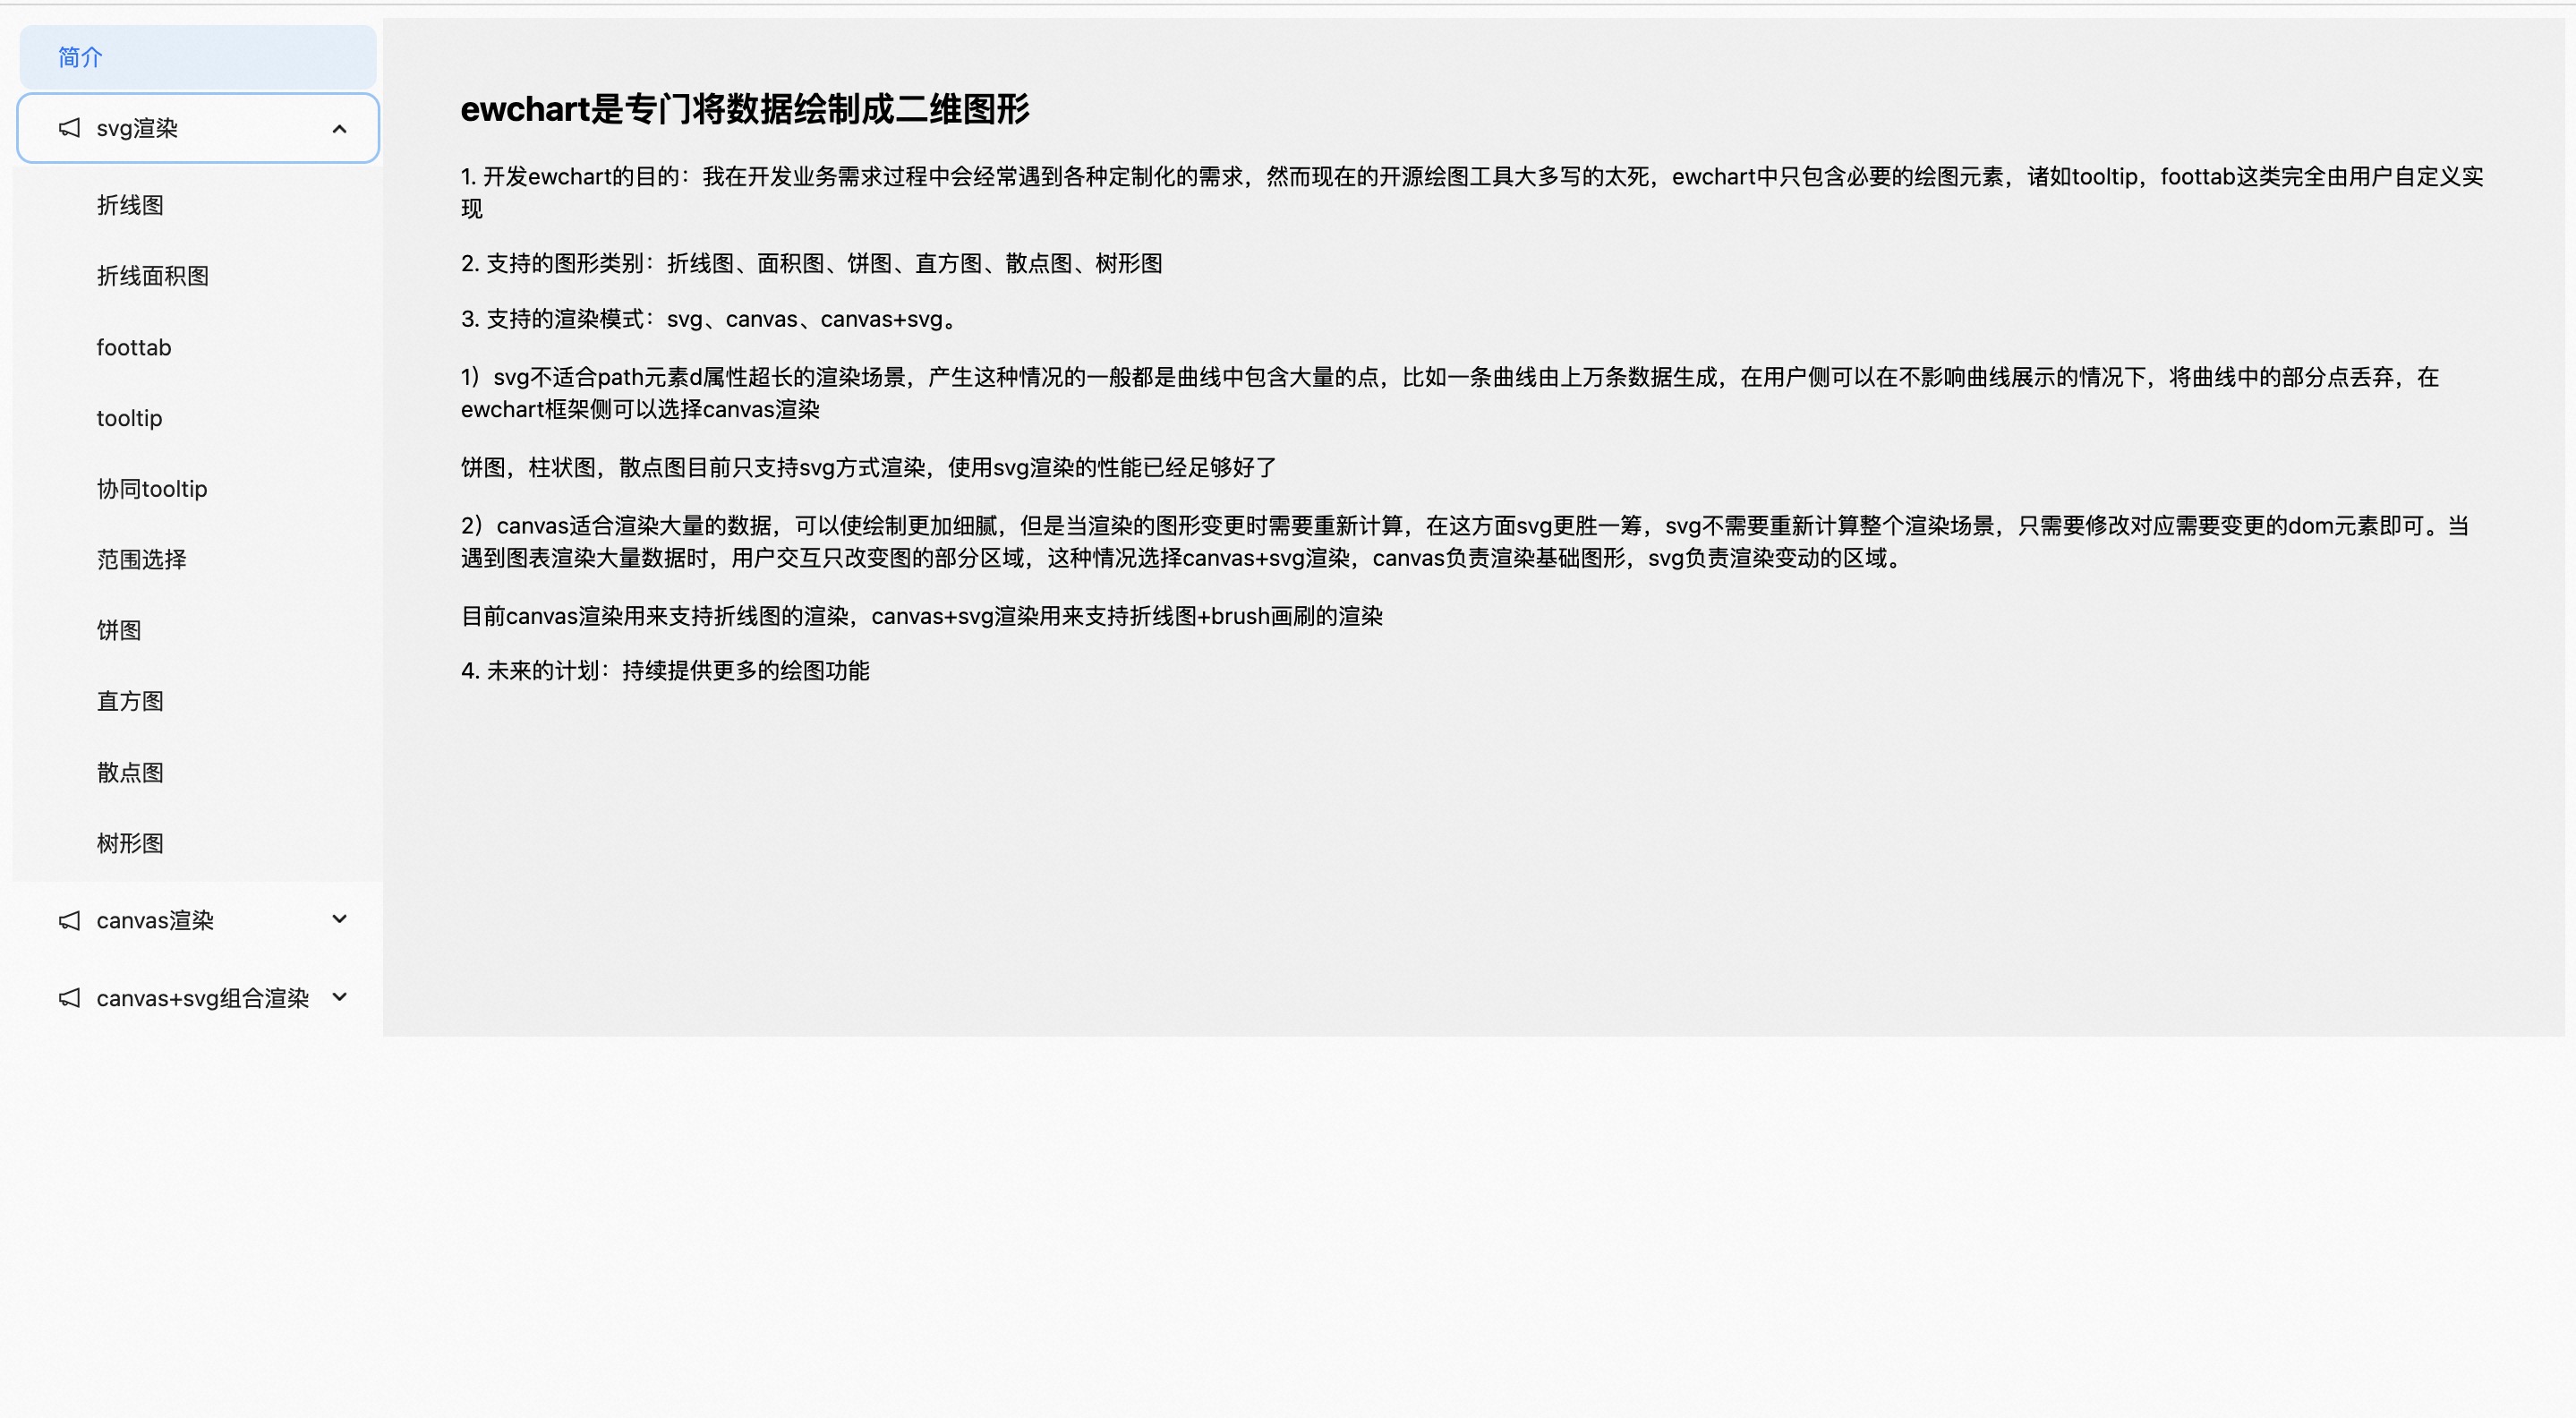 简介
svg渲染
折线图
折线面积图
foottab
tooltip
协同tooltip
范围选择
饼图
直方图
散点图
树形图
canvas渲染
canvas+svg组合渲染
ewchart是专门将数据绘制成二维图形
1. 开发ewchart的目的：我在开发业务需求过程中会经常遇到各种定制化的需求，然而现在的开源绘图工具大多写的太死，ewchart中只包含必要的绘图元素，诸如tooltip，foottab这类完全由用户自定义实
现
2. 支持的图形类别：折线图、面积图、饼图、直方图、散点图、树形图
3. 支持的渲染模式：svg、canvas、canvas+svg。
1）svg不适合path元素d属性超长的渲染场景，产生这种情况的一般都是曲线中包含大量的点，比如一条曲线由上万条数据生成，在用户侧可以在不影响曲线展示的情况下，将曲线中的部分点丢弃，在
ewchart框架侧可以选择canvas渲染
饼图，柱状图，散点图目前只支持svg方式渲染，使用svg渲染的性能已经足够好了
2）canvas适合渲染大量的数据，可以使绘制更加细腻，但是当渲染的图形变更时需要重新计算，在这方面svg更胜一筹，svg不需要重新计算整个渲染场景，只需要修改对应需要变更的dom元素即可。当
遇到图表渲染大量数据时，用户交互只改变图的部分区域，这种情况选择canvas+svg渲染，canvas负责渲染基础图形，svg负责渲染变动的区域。
目前canvas渲染用来支持折线图的渲染，canvas+svg渲染用来支持折线图+brush画刷的渲染
4. 未来的计划：持续提供更多的绘图功能